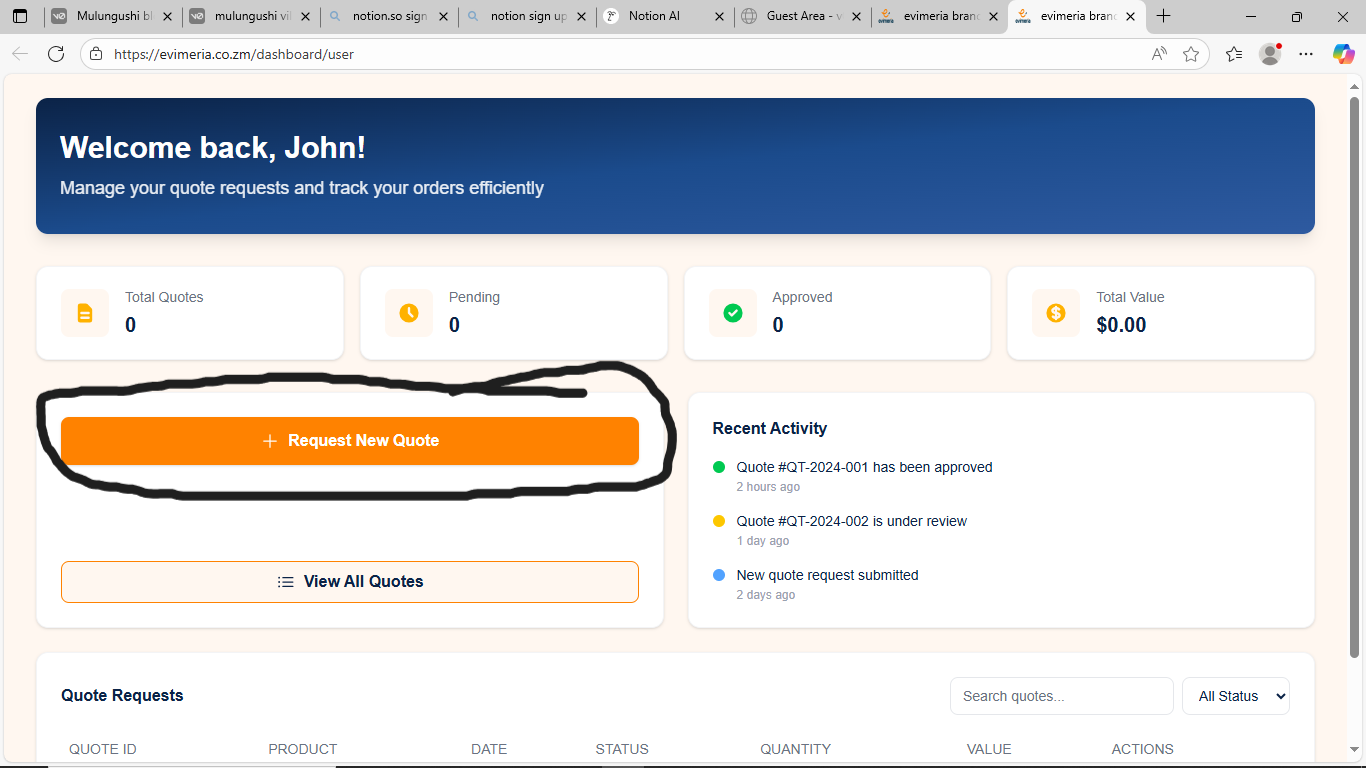 Mulungushi bl
mulungushi vil
notion.so sign
notion sign up
Notion AI
Guest Area - v
evimeria branc
evimeria branc
https://evimeria.co.zm/dashboard/user
Welcome back, John!
Manage your quote requests and track your orders efficiently
Total Quotes
0
Pending
0
Approved
0
Total Value
$0.00
+ Request New Quote
View All Quotes
Recent Activity
Quote #QT-2024-001 has been approved
2 hours ago
Quote #QT-2024-002 is under review
1 day ago
New quote request submitted
2 days ago
Quote Requests
Search quotes...
All Status
QUOTE ID PRODUCT DATE STATUS QUANTITY VALUE ACTIONS